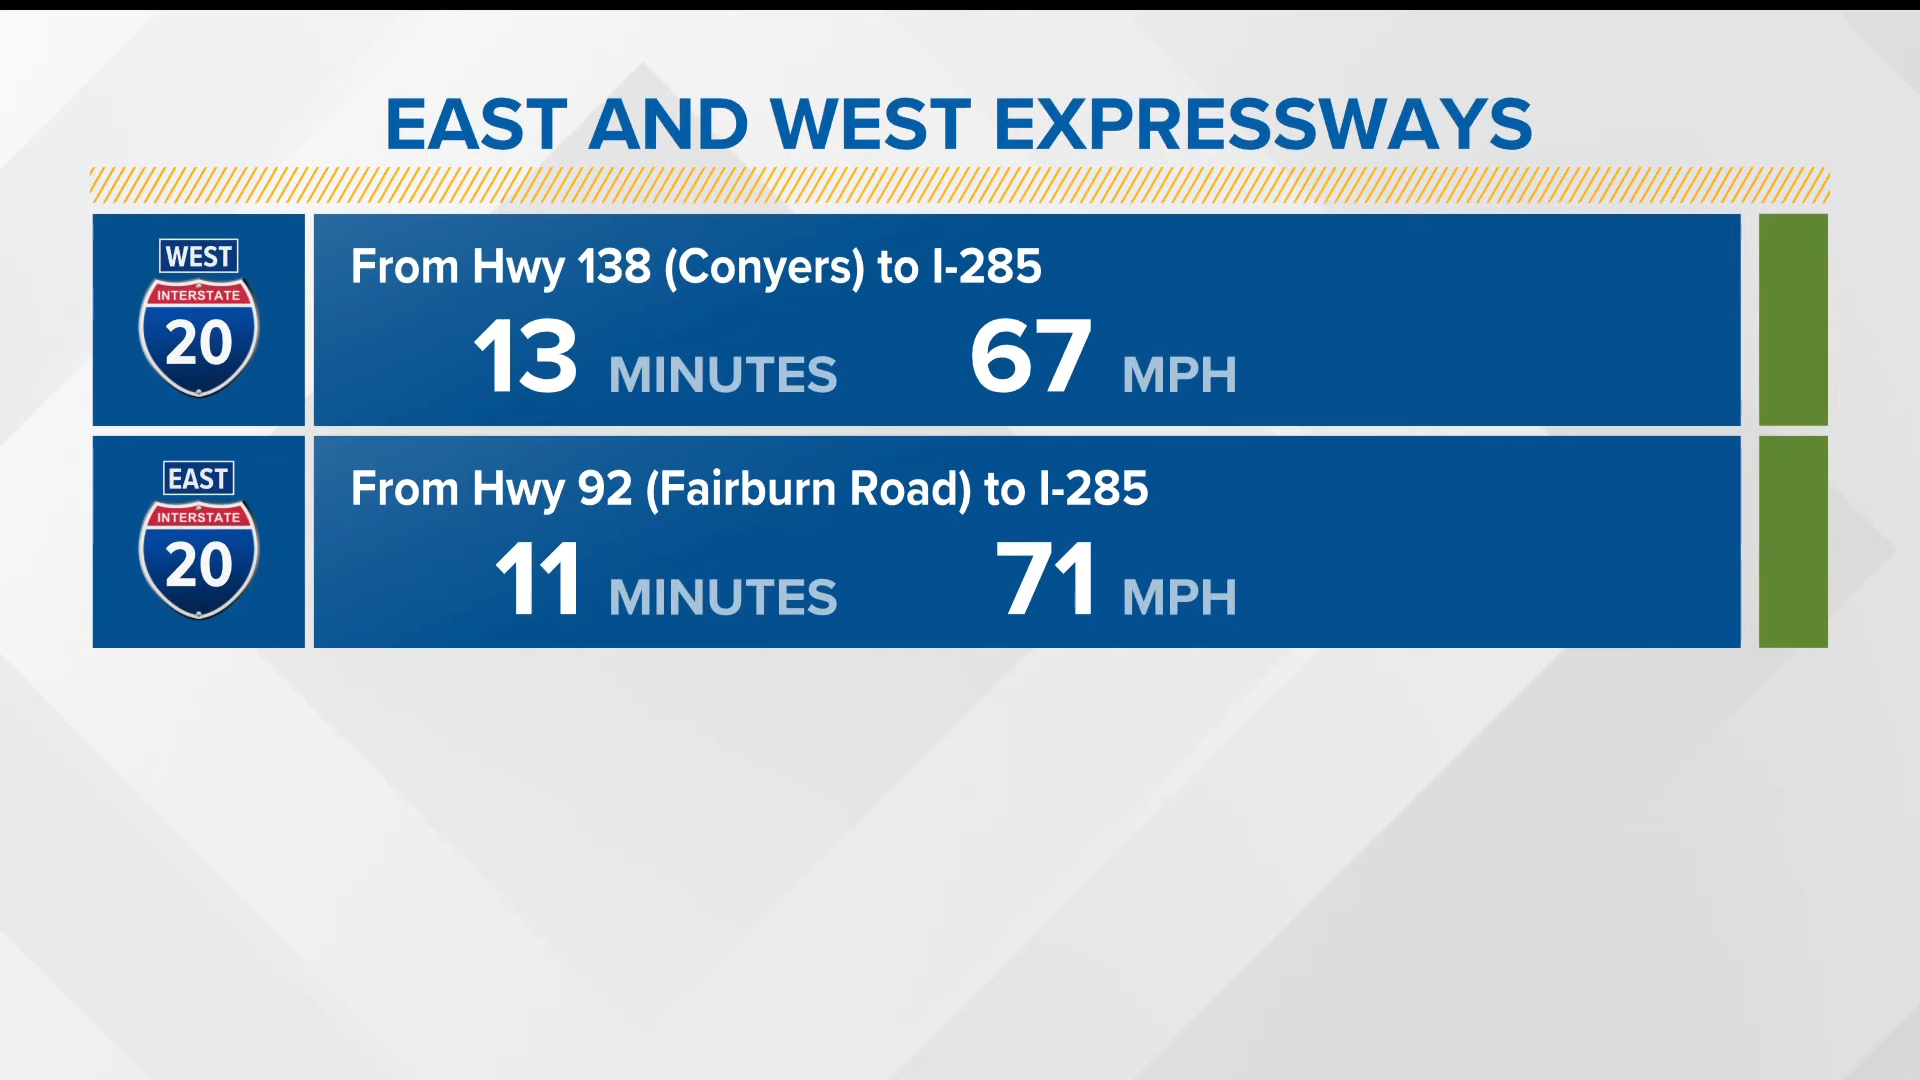 EAST AND WEST EXPRESSWAYS
WEST
INTERSTATE
20
From Hwy 138 (Conyers) to I-285
13 MINUTES 67 MPH
EAST
INTERSTATE
20
From Hwy 92 (Fairburn Road) to I-285
11 MINUTES 71 MPH